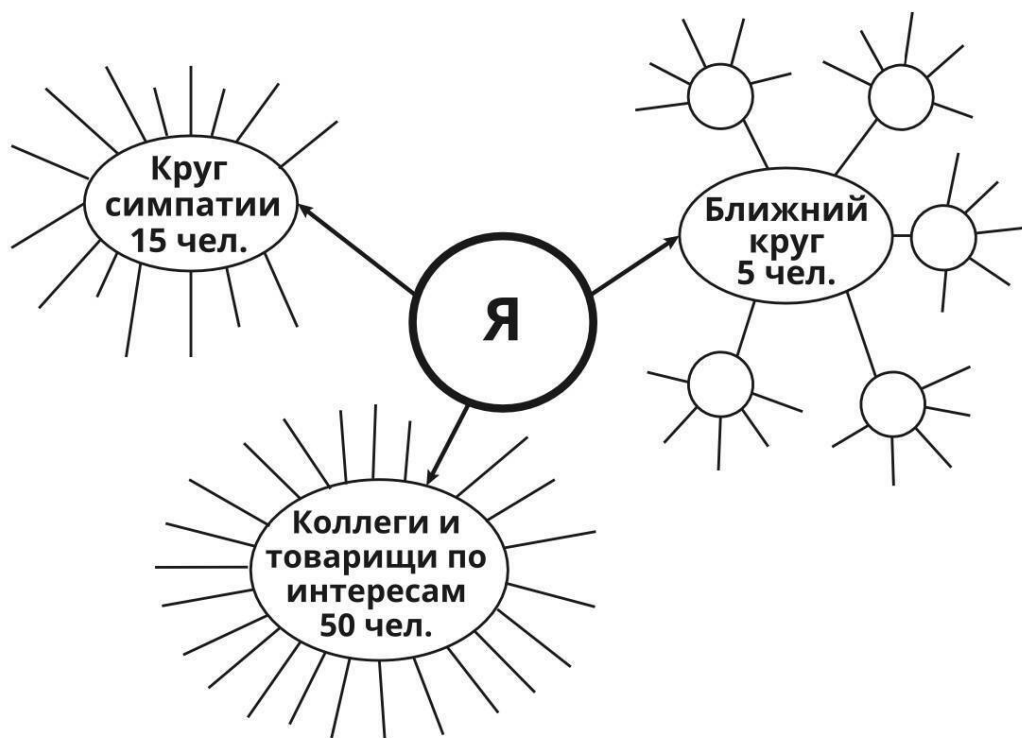 Круг
симпатии
15 чел.
Ближний
круг
5 чел.
Я
Коллеги и
товарищи по
интересам
50 чел.